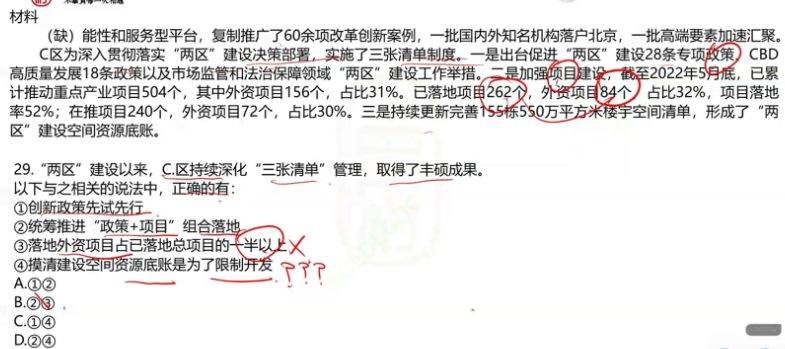 材料
（缺）能性和服务型平台，复制推广了60余项改革创新案例，一批国内外知名机构落户北京，一批高端要素加速汇聚。
C区为深入贯彻落实“两区”建设决策部署，实施了三张清单制度。一是出台促进“两区”建设28条专项政策，CBD
高质量发展18条政策以及市场监管和法治保障领域“两区”建设工作举措。二是加强项目建设，截至2022年5月底，已累
计推动重点产业项目504个，其中外资项目156个，占比31%。已落地项目262个，外资项目84个，占比32%，项目落地
率52%；在推项目240个，外资项目72个，占比30%。三是持续更新完善155栋550万平方米楼宇空间清单，形成了“两
区”建设空间资源底账。
29.“两区”建设以来，C.区持续深化“三张清单”管理，取得了丰硕成果。
以下与之相关的说法中，正确的有：
①创新政策先试先行
②统筹推进“政策+项目”组合落地
③落地外资项目占已落地总项目的一半以上X
④摸清建设空间资源底账是为了限制开发 ???
A.①②
B.②③
C.①④
D.②④